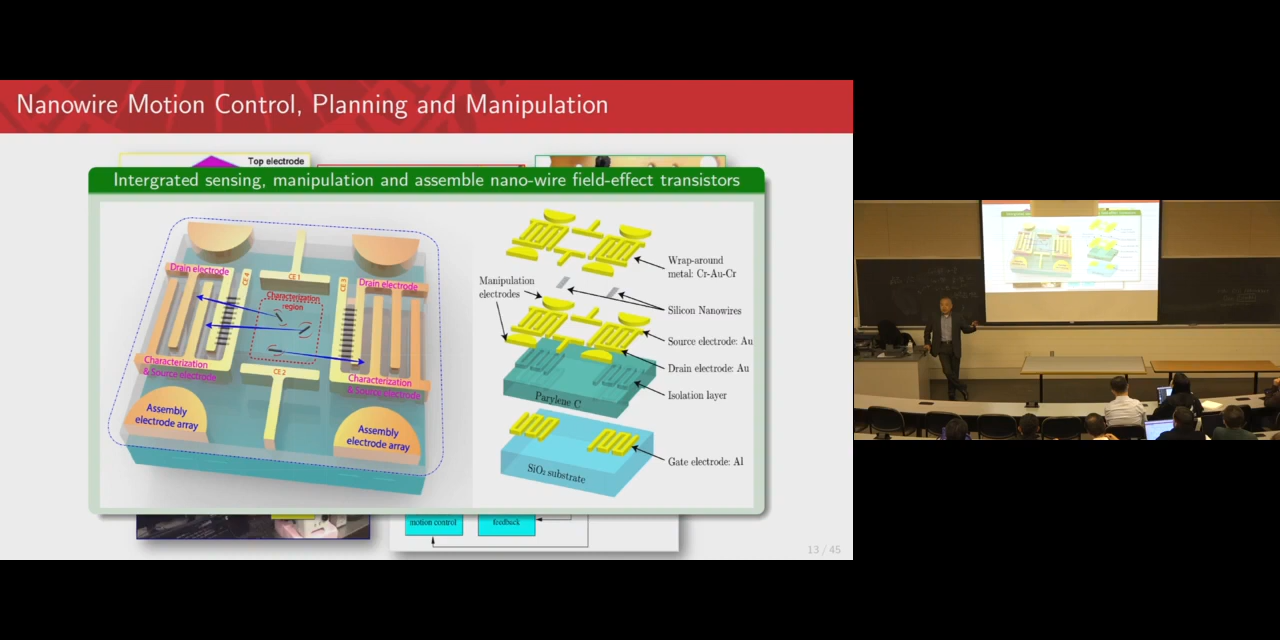 Nanowire Motion Control, Planning and Manipulation
Top electrode
Intergrated sensing, manipulation and assemble nano-wire field-effect transistors
Drain electrode
CE 4
CE 1
CE 3
Drain electrode
Characterization
region
Characterization
& Source electrode
CE 2
Characterization
& Source electrode
Assembly
electrode array
Assembly
electrode array
Wrap-around
metal: Cr-Au-Cr
Manipulation
electrodes
Silicon Nanowires
Source electrode: Au
Drain electrode: Au
Isolation layer
Parylene C
Gate electrode: Al
SiO₂ substrate
motion control
feedback
13 / 45